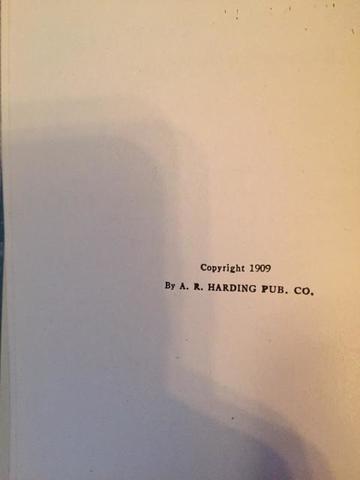 Copyright 1909
By A. R. HARDING PUB. CO.